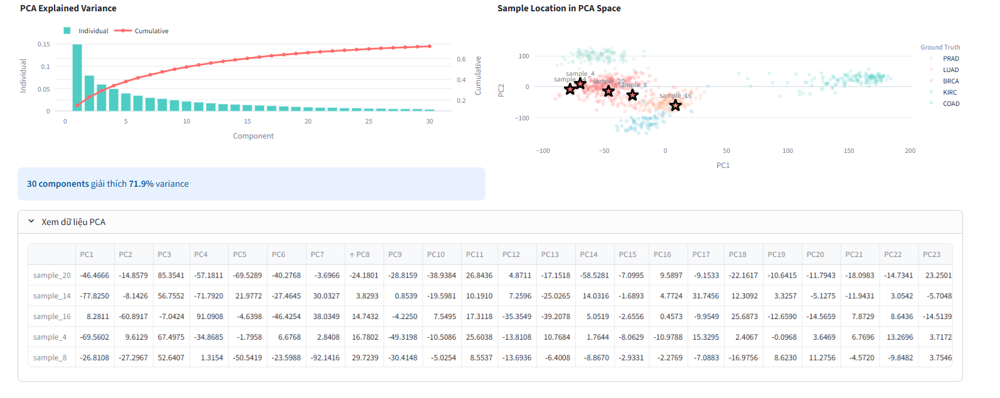 PCA Explained Variance
Individual Cumulative
0.15
0.1
0.05
0
Individual
0.6
0.4
0.2
Cumulative
0 5 10 15 20 25 30
Component
30 components giải thích 71.9% variance
Sample Location in PCA Space
100
0
−100
PC2
sample_4
sample_14
sample_20
sample_8
sample_16
−100 −50 0 50 100 150 200
PC1
Ground Truth
PRAD
LUAD
BRCA
KIRC
COAD
Xem dữ liệu PCA
PC1 PC2 PC3 PC4 PC5 PC6 PC7 ↑ PC8 PC9 PC10 PC11 PC12 PC13 PC14 PC15 PC16 PC17 PC18 PC19 PC20 PC21 PC22 PC23
sample_20 -46.4666 -14.8579 85.3541 -57.1811 -69.5289 -40.2768 -3.6966 -24.1801 -28.8159 -38.9384 26.8436 4.8711 -17.1518 -58.5281 -7.0995 9.5897 -9.1533 -22.1617 -10.6415 -11.7943 -18.0983 -14.7341 23.2501
sample_14 -77.8250 -8.1426 56.7552 -71.7920 21.9772 -27.4645 30.0327 3.8293 0.8539 -19.5981 10.1910 7.2596 -25.0265 14.0316 -1.6893 4.7724 31.7456 12.3092 3.3257 -5.1275 -11.9431 3.0542 -5.7048
sample_16 8.2811 -60.8917 -7.0424 91.0908 -4.6398 -46.4254 38.0349 14.7432 -4.2250 7.5495 17.3118 -35.3549 -39.2078 5.0519 -2.6556 0.4573 -9.9549 25.6873 -12.6590 -14.5659 7.8729 8.6436 -14.5139
sample_4 -69.5602 9.6129 67.4975 -34.8685 -1.7958 6.6768 2.8408 16.7802 -49.3198 -10.5086 25.6038 -13.8108 10.7684 1.7644 -8.0629 -10.9788 15.3295 2.4067 -0.0968 3.6469 6.7696 13.2696 3.7172
sample_8 -26.8108 -27.2967 52.6407 1.3154 -50.5419 -23.5988 -92.1416 29.7239 -30.4148 -5.0254 8.5537 -13.6936 -6.4008 -8.8670 -2.9331 -2.2769 -7.0883 -16.9756 8.6230 11.2756 -4.5720 -9.8482 3.7546